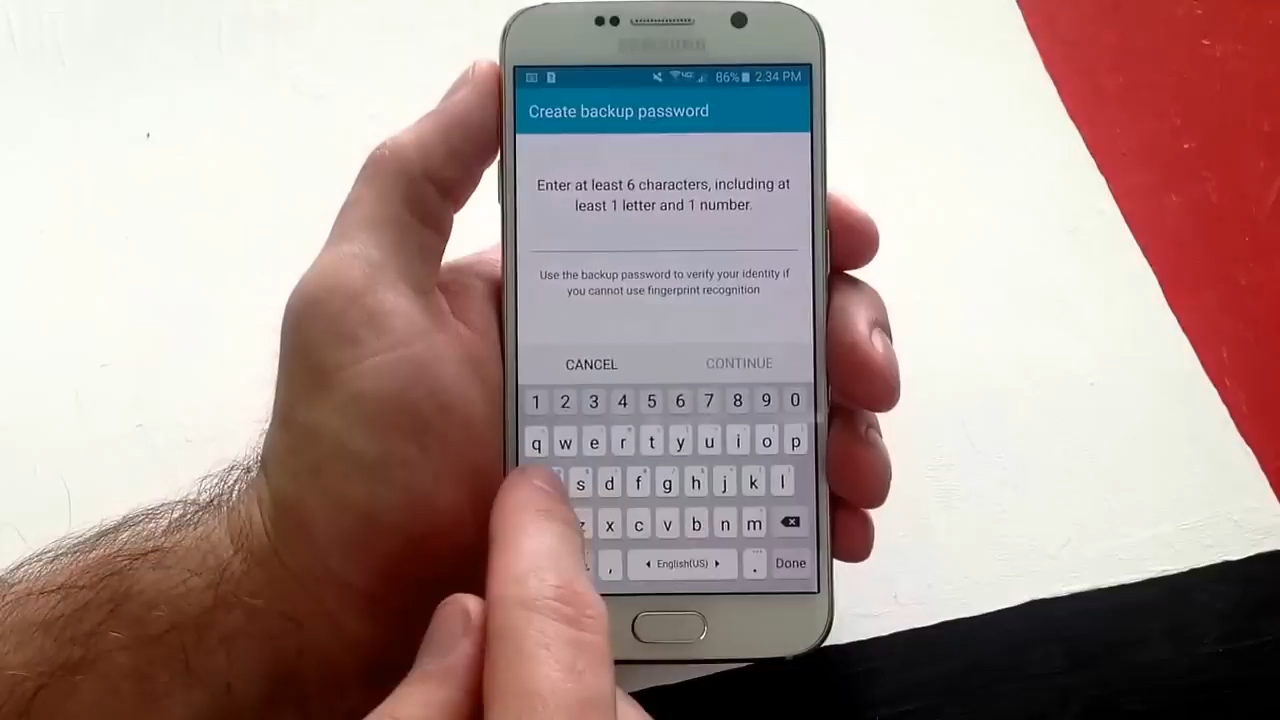 SAMSUNG
86% 2:34 PM
Create backup password
Enter at least 6 characters, including at
least 1 letter and 1 number.
Use the backup password to verify your identity if
you cannot use fingerprint recognition
CANCEL CONTINUE
1 2 3 4 5 6 7 8 9 0
q w e r t y u i o p
s d f g h j k l
z x c v b n m
, English(US) . Done